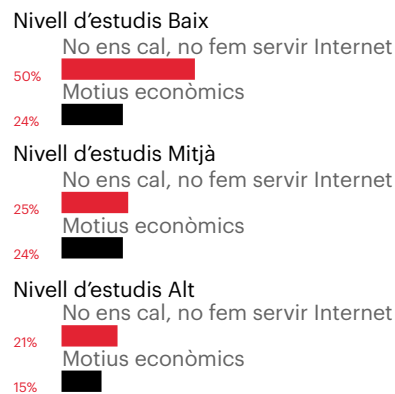 Nivell d’estudis Baix
No ens cal, no fem servir Internet
50%
Motius econòmics
24%
Nivell d’estudis Mitjà
No ens cal, no fem servir Internet
25%
Motius econòmics
24%
Nivell d’estudis Alt
No ens cal, no fem servir Internet
21%
Motius econòmics
15%